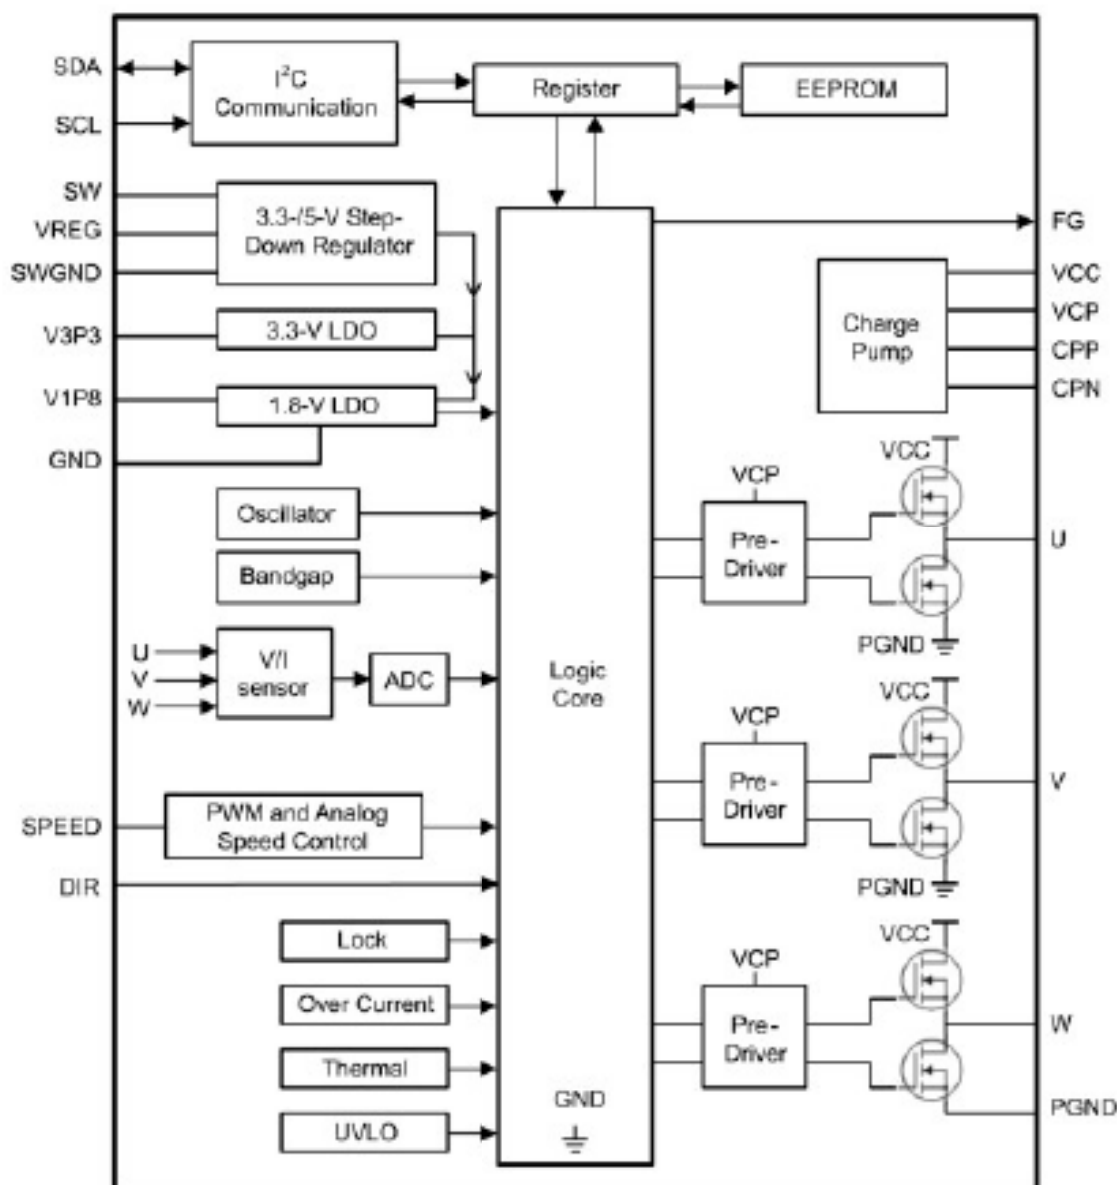 SDA
SCL
I²C
Communication
Register
EEPROM
SW
VREG
SWGND
3.3-/5-V Step-
Down Regulator
V3P3
3.3-V LDO
V1P8
1.8-V LDO
GND
Oscillator
Bandgap
U
V
W
V/I
sensor
ADC
SPEED
PWM and Analog
Speed Control
DIR
Lock
Over Current
Thermal
UVLO
Logic
Core
GND
FG
Charge
Pump
VCC
VCP
CPP
CPN
VCP
Pre-
Driver
VCC
U
PGND
VCP
Pre-
Driver
VCC
V
PGND
VCP
Pre-
Driver
VCC
W
PGND